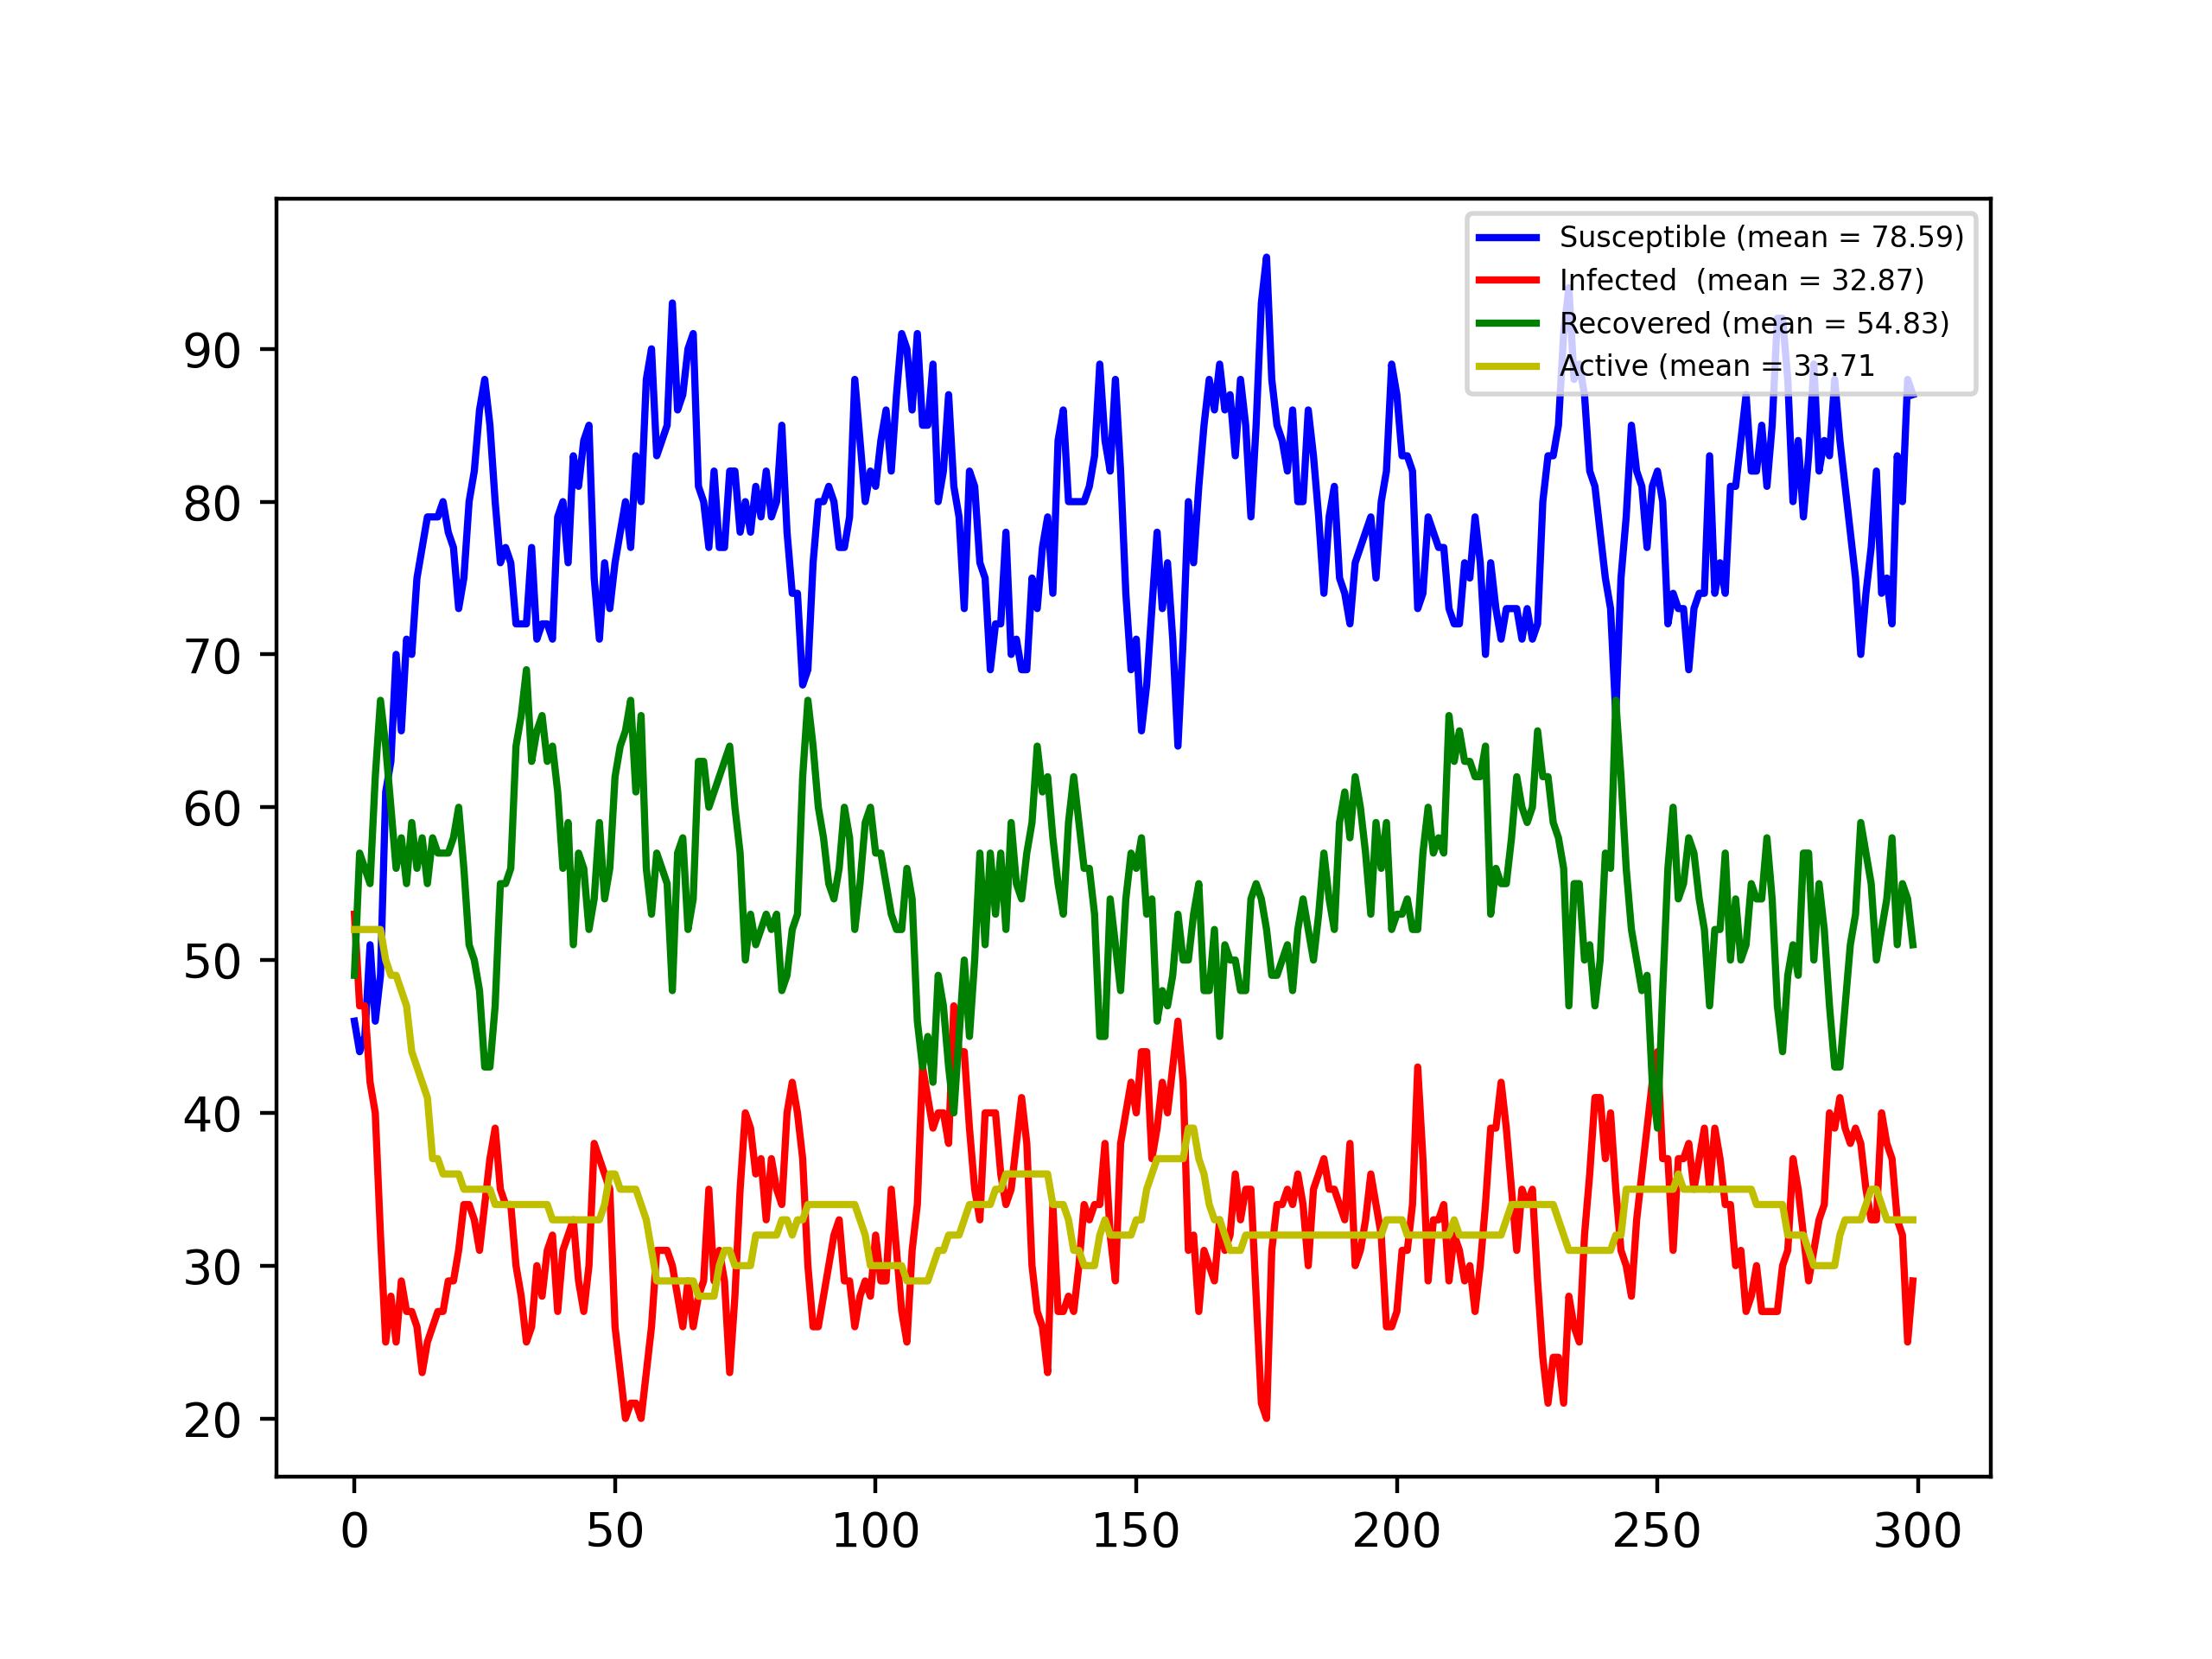 Susceptible (mean = 78.59)
Infected  (mean = 32.87)
Recovered (mean = 54.83)
Active (mean = 33.71
90
80
70
60
50
40
30
20
0 50 100 150 200 250 300